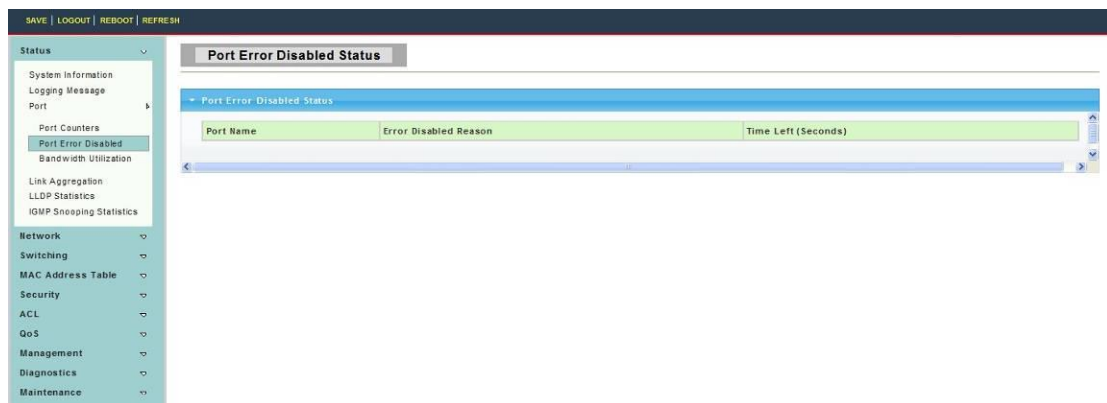 SAVE | LOGOUT | REBOOT | REFRESH
Status
System Information
Logging Message
Port
Port Counters
Port Error Disabled
Bandwidth Utilization
Link Aggregation
LLDP Statistics
IGMP Snooping Statistics
Network
Switching
MAC Address Table
Security
ACL
QoS
Management
Diagnostics
Maintenance
Port Error Disabled Status
Port Error Disabled Status
Port Name Error Disabled Reason Time Left (Seconds)